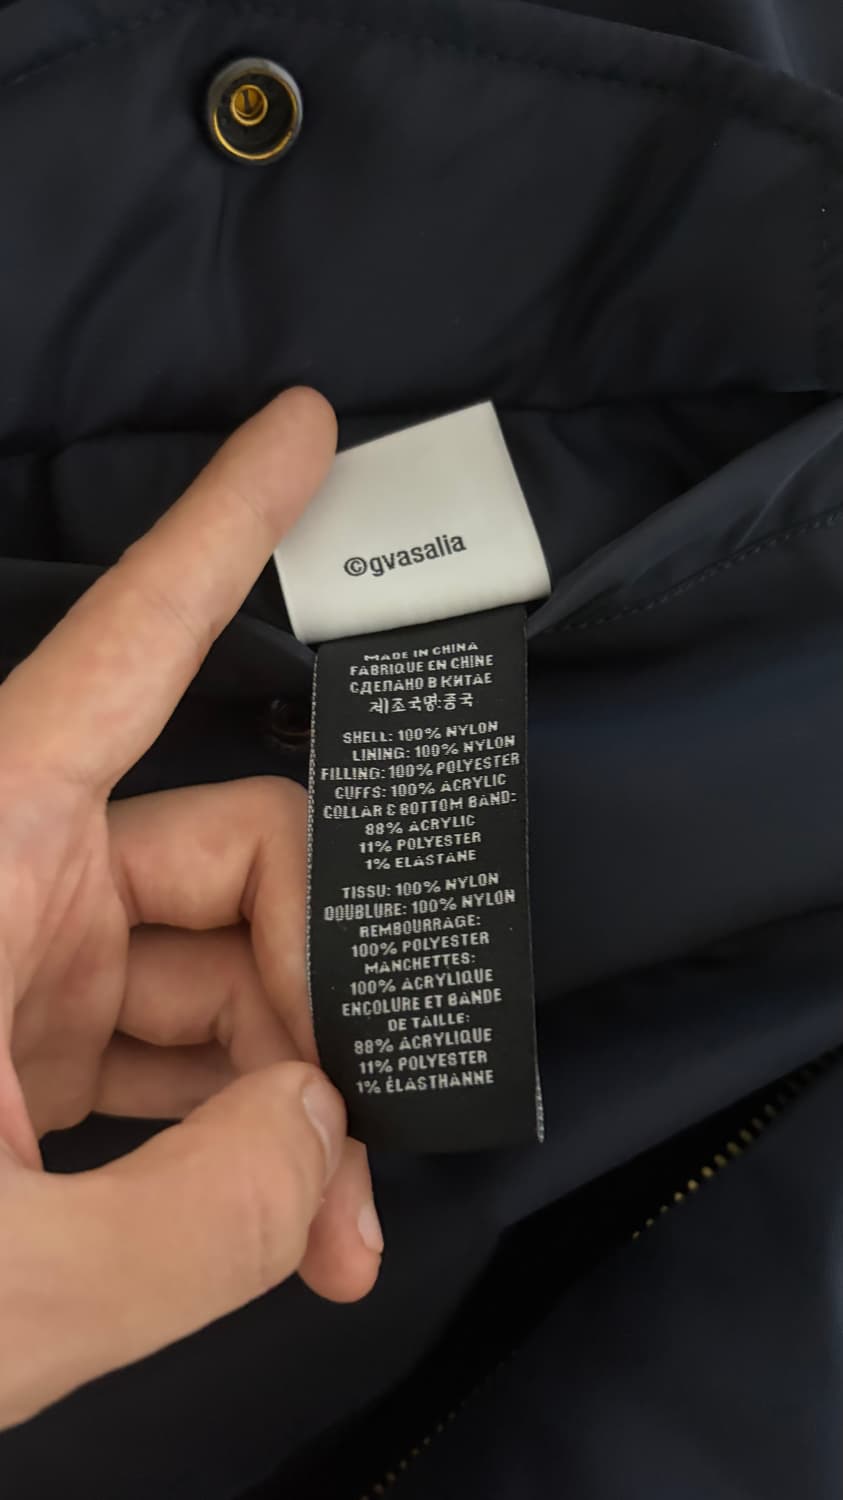 ©gvasalia
MADE IN CHINA
FABRIQUE EN CHINE
СДЕЛАНО В КИТАЕ
제조국명:중국
SHELL: 100% NYLON
LINING: 100% NYLON
FILLING: 100% POLYESTER
CUFFS: 100% ACRYLIC
COLLAR & BOTTOM BAND:
88% ACRYLIC
11% POLYESTER
1% ELASTANE
TISSU: 100% NYLON
DOUBLURE: 100% NYLON
REMBOURRAGE:
100% POLYESTER
MANCHETTES:
100% ACRYLIQUE
ENCOLURE ET BANDE
DE TAILLE:
88% ACRYLIQUE
11% POLYESTER
1% ÉLASTHANNE